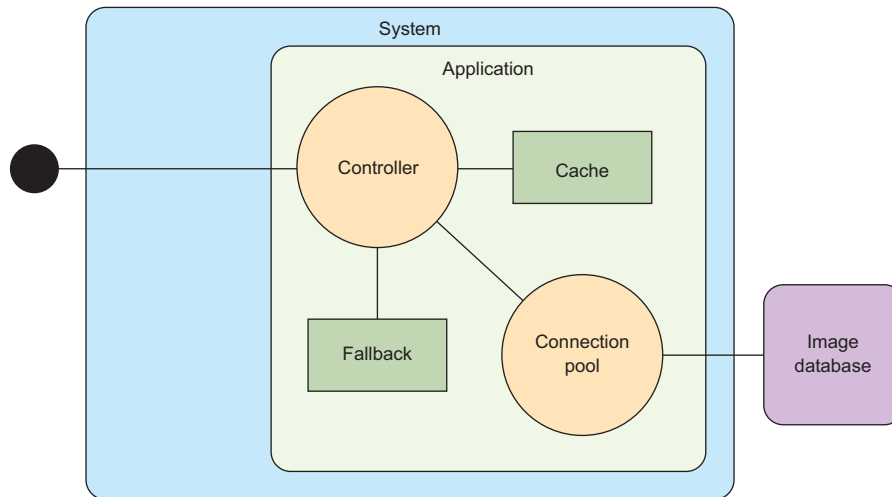 System
Application
Controller
Cache
Fallback
Connection
pool
Image
database